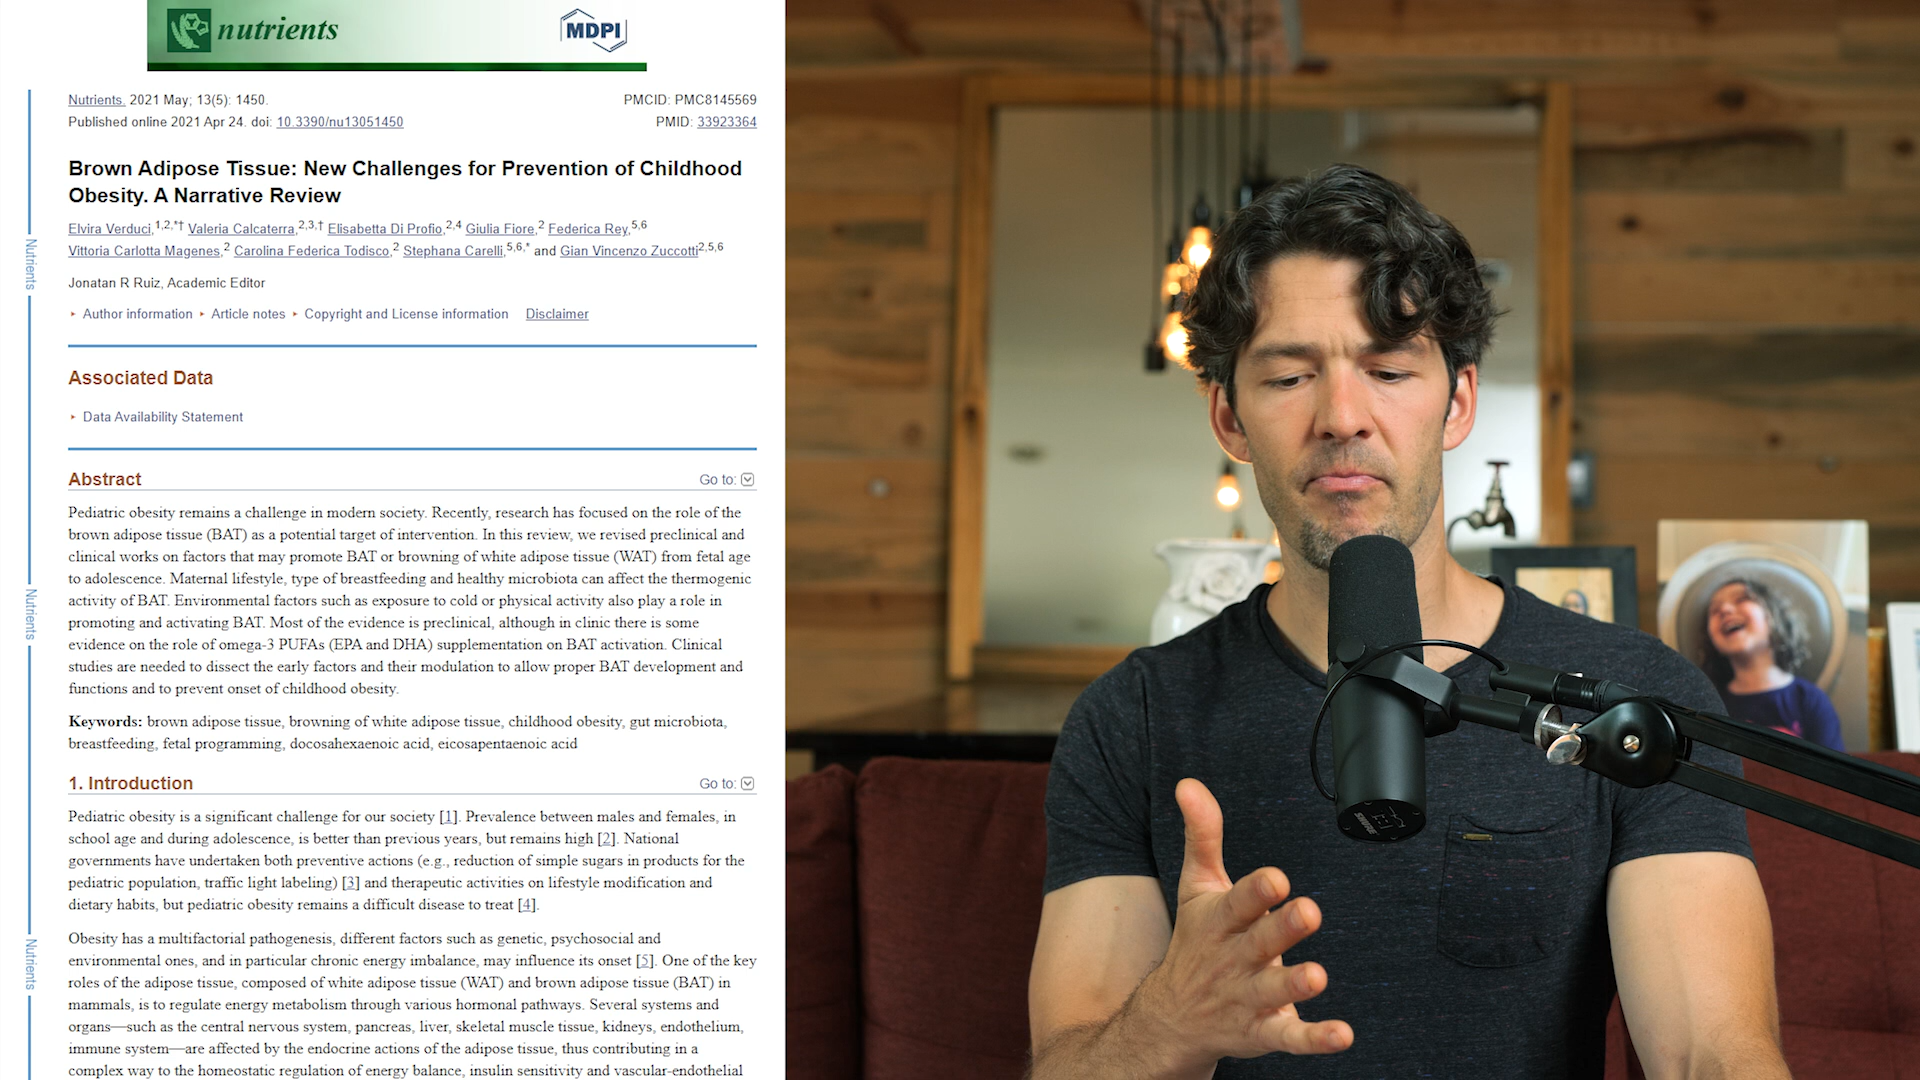 nutrients
MDPI
Nutrients. 2021 May; 13(5): 1450.
PMCID: PMC8145569
Published online 2021 Apr 24. doi: 10.3390/nu13051450
PMID: 33923364
Brown Adipose Tissue: New Challenges for Prevention of Childhood
Obesity. A Narrative Review
Elvira Verduci,1,2,*† Valeria Calcaterra,2,3,† Elisabetta Di Profio,2,4 Giulia Fiore,2 Federica Rey,5,6
Vittoria Carlotta Magenes,2 Carolina Federica Todisco,2 Stephana Carelli,5,6,* and Gian Vincenzo Zuccotti2,5,6
Jonatan R Ruiz, Academic Editor
Author information Article notes Copyright and License information Disclaimer
Associated Data
Data Availability Statement
Abstract
Go to:
Pediatric obesity remains a challenge in modern society. Recently, research has focused on the role of the
brown adipose tissue (BAT) as a potential target of intervention. In this review, we revised preclinical and
clinical works on factors that may promote BAT or browning of white adipose tissue (WAT) from fetal age
to adolescence. Maternal lifestyle, type of breastfeeding and healthy microbiota can affect the thermogenic
activity of BAT. Environmental factors such as exposure to cold or physical activity also play a role in
promoting and activating BAT. Most of the evidence is preclinical, although in clinic there is some
evidence on the role of omega-3 PUFAs (EPA and DHA) supplementation on BAT activation. Clinical
studies are needed to dissect the early factors and their modulation to allow proper BAT development and
functions and to prevent onset of childhood obesity.
Keywords: brown adipose tissue, browning of white adipose tissue, childhood obesity, gut microbiota,
breastfeeding, fetal programming, docosahexaenoic acid, eicosapentaenoic acid
1. Introduction
Go to:
Pediatric obesity is a significant challenge for our society [1]. Prevalence between males and females, in
school age and during adolescence, is better than previous years, but remains high [2]. National
governments have undertaken both preventive actions (e.g., reduction of simple sugars in products for the
pediatric population, traffic light labeling) [3] and therapeutic activities on lifestyle modification and
dietary habits, but pediatric obesity remains a difficult disease to treat [4].
Obesity has a multifactorial pathogenesis, different factors such as genetic, psychosocial and
environmental ones, and in particular chronic energy imbalance, may influence its onset [5]. One of the key
roles of the adipose tissue, composed of white adipose tissue (WAT) and brown adipose tissue (BAT) in
mammals, is to regulate energy metabolism through various hormonal pathways. Several systems and
organs—such as the central nervous system, pancreas, liver, skeletal muscle tissue, kidneys, endothelium,
immune system—are affected by the endocrine actions of the adipose tissue, thus contributing in a
complex way to the homeostatic regulation of energy balance, insulin sensitivity and vascular-endothelial
Nutrients
Nutrients
Nutrients
SHURE